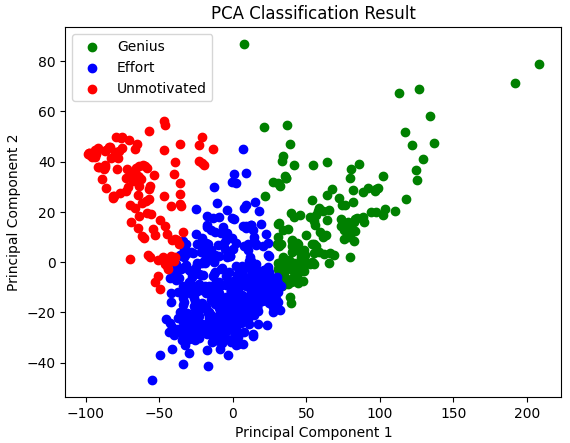 PCA Classification Result
Genius
Effort
Unmotivated
80
60
40
20
0
−20
−40
Principal Component 2
−100 −50 0 50 100 150 200
Principal Component 1